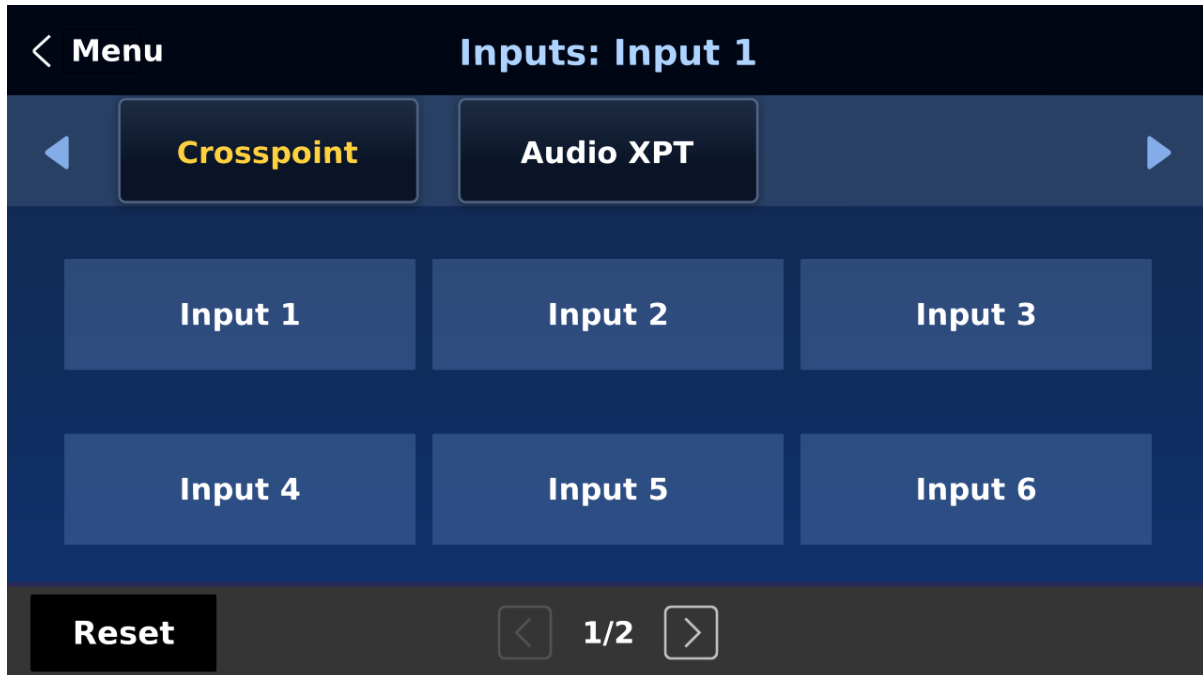 Menu
Inputs: Input 1
Crosspoint
Audio XPT
Input 1
Input 2
Input 3
Input 4
Input 5
Input 6
Reset
1/2